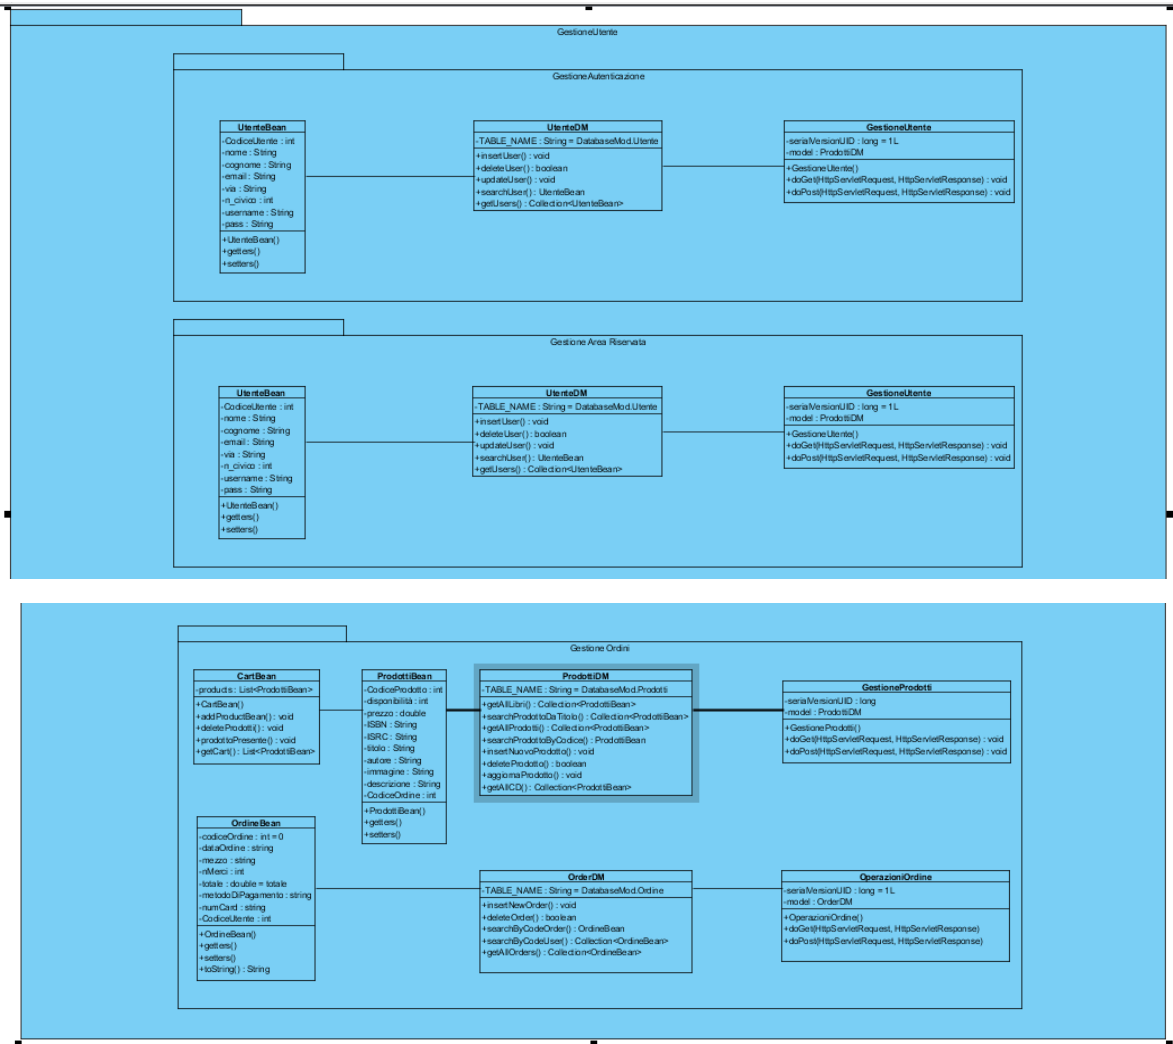 GestioneUtente
GestioneAutenticazione
UtenteBean
-CodiceUtente : int
-nome : String
-cognome : String
-email : String
-via : String
-n_civico : int
-username : String
-pass : String
+UtenteBean()
+getters()
+setters()
UtenteDM
-TABLE_NAME : String = DatabaseMod.Utente
+insertUser() : void
+deleteUser() : boolean
+updateUser() : void
+searchUser() : UtenteBean
+getUsers() : Collection<UtenteBean>
GestioneUtente
-serialVersionUID : long = 1L
-model : ProdottiDM
+GestioneUtente()
+doGet(HttpServletRequest, HttpServletResponse) : void
+doPost(HttpServletRequest, HttpServletResponse) : void
Gestione Area Riservata
UtenteBean
-CodiceUtente : int
-nome : String
-cognome : String
-email : String
-via : String
-n_civico : int
-username : String
-pass : String
+UtenteBean()
+getters()
+setters()
UtenteDM
-TABLE_NAME : String = DatabaseMod.Utente
+insertUser() : void
+deleteUser() : boolean
+updateUser() : void
+searchUser() : UtenteBean
+getUsers() : Collection<UtenteBean>
GestioneUtente
-serialVersionUID : long = 1L
-model : ProdottiDM
+GestioneUtente()
+doGet(HttpServletRequest, HttpServletResponse) : void
+doPost(HttpServletRequest, HttpServletResponse) : void
Gestione Ordini
CartBean
-products : List<ProdottiBean>
+CartBean()
+addProductBean() : void
+deleteProdotti() : void
+prodottoPresente() : void
+getCart() : List<ProdottiBean>
ProdottiBean
-CodiceProdotto : int
-disponibilità : int
-prezzo : double
-ISBN : String
-ISRC : String
-titolo : String
-autore : String
-immagine : String
-descrizione : String
-CodiceOrdine : int
+ProdottiBean()
+getters()
+setters()
ProdottiDM
-TABLE_NAME : String = DatabaseMod.Prodotti
+getAllLibri() : Collection<ProdottiBean>
+searchProdottoDaTitolo() : Collection<ProdottiBean>
+getAllProdotti() : Collection<ProdottiBean>
+searchProdottoByCodice() : ProdottiBean
+insertNuovoProdotto() : void
+deleteProdotto() : boolean
+aggiornaProdotto() : void
+getAllCD() : Collection<ProdottiBean>
GestioneProdotti
-serialVersionUID : long
-model : ProdottiDM
+GestioneProdotti()
+doGet(HttpServletRequest, HttpServletResponse) : void
+doPost(HttpServletRequest, HttpServletResponse) : void
OrdineBean
-codiceOrdine : int = 0
-dataOrdine : string
-mezzo : string
-nMerci : int
-totale : double = totale
-metodoDiPagamento : string
-numCard : string
-CodiceUtente : int
+OrdineBean()
+getters()
+setters()
+toString() : String
OrderDM
-TABLE_NAME : String = DatabaseMod.Ordine
+insertNewOrder() : void
+deleteOrder() : boolean
+searchByCodeOrder() : OrdineBean
+searchByCodeUser() : Collection<OrdineBean>
+getAllOrders() : Collection<OrdineBean>
OperazioniOrdine
-serialVersionUID : long = 1L
-model : OrderDM
+OperazioniOrdine()
+doGet(HttpServletRequest, HttpServletResponse)
+doPost(HttpServletRequest, HttpServletResponse)